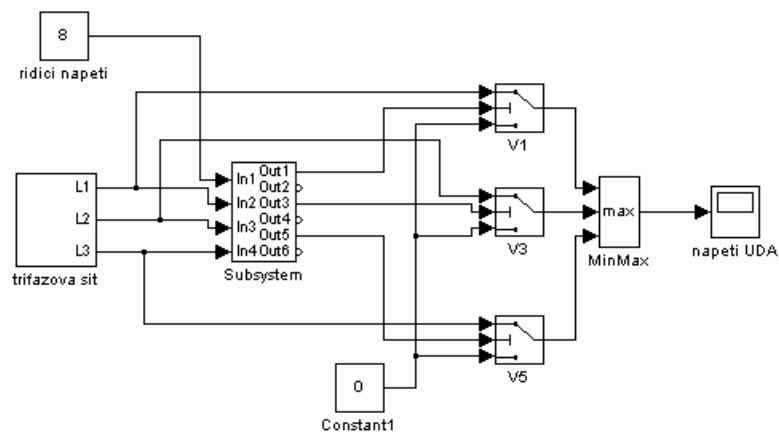 8
ridici napeti
L1
L2
L3
trifazova sit
In1
In2
In3
In4
Out1
Out2
Out3
Out4
Out5
Out6
Subsystem
V1
V3
V5
max
MinMax
napeti UDA
0
Constant1